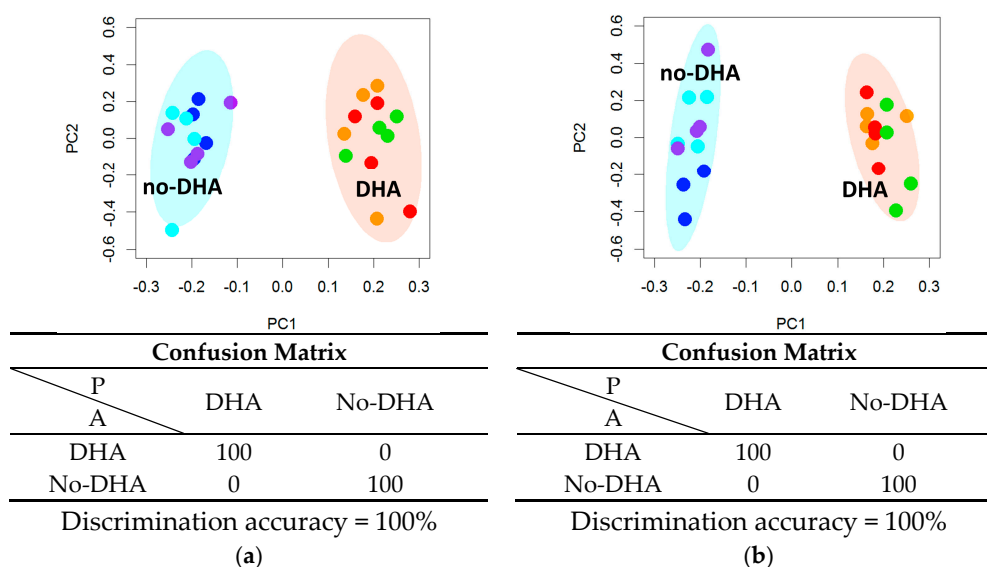 0.6
0.4
0.2
0.0
-0.2
-0.4
-0.6
PC2
no-DHA
DHA
-0.3 -0.2 -0.1 0.0 0.1 0.2 0.3
PC1
Confusion Matrix
P
A
DHA No-DHA
DHA 100 0
No-DHA 0 100
Discrimination accuracy = 100%
(a)
0.6
0.4
0.2
0.0
-0.2
-0.4
-0.6
PC2
no-DHA
DHA
-0.3 -0.2 -0.1 0.0 0.1 0.2 0.3
PC1
Confusion Matrix
P
A
DHA No-DHA
DHA 100 0
No-DHA 0 100
Discrimination accuracy = 100%
(b)